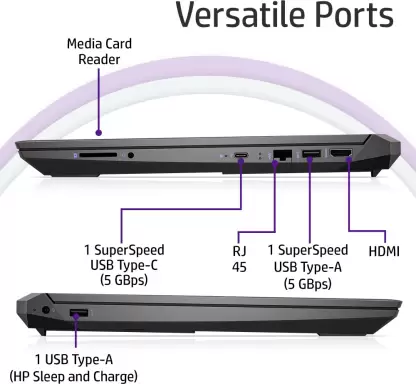 Versatile Ports
Media Card
Reader
1 SuperSpeed
USB Type-C
(5 GBps)
RJ
45
1 SuperSpeed
USB Type-A
(5 GBps)
HDMI
1 USB Type-A
(HP Sleep and Charge)